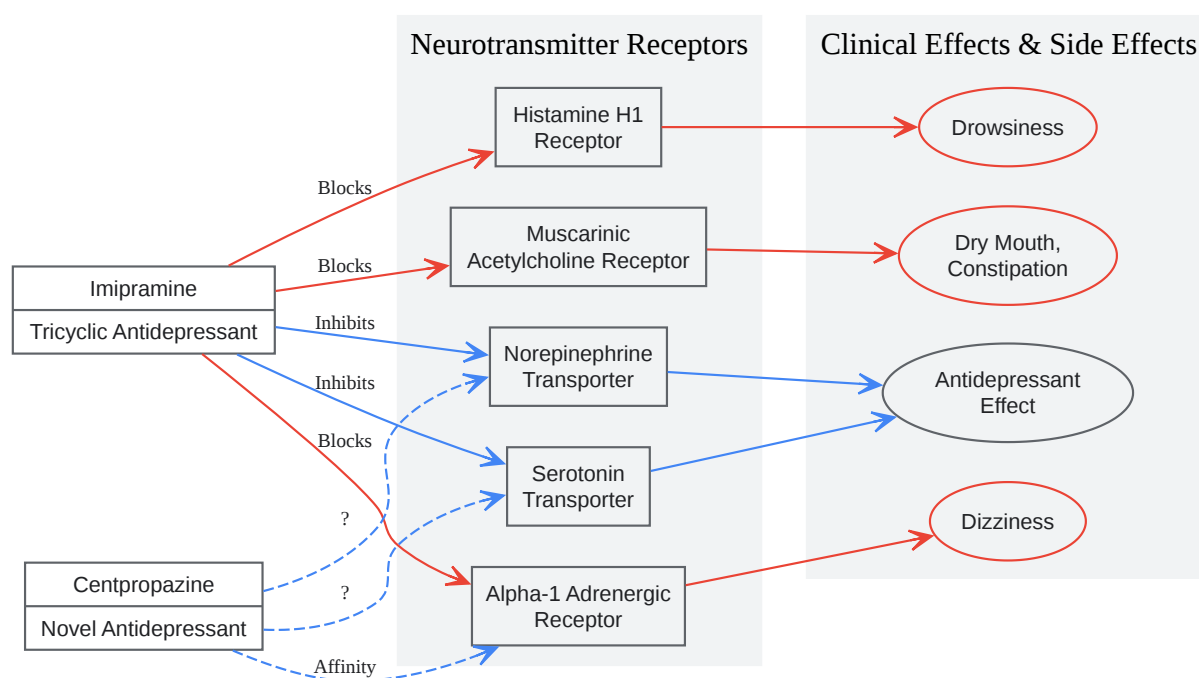 Neurotransmitter Receptors
Clinical Effects & Side Effects
Histamine H1
Receptor
Drowsiness
Blocks
Muscarinic
Acetylcholine Receptor
Dry Mouth,
Constipation
Blocks
Imipramine
Tricyclic Antidepressant
Inhibits
Norepinephrine
Transporter
Antidepressant
Effect
Inhibits
Blocks
Serotonin
Transporter
?
Dizziness
Centpropazine
Novel Antidepressant
?
Alpha-1 Adrenergic
Receptor
Affinity